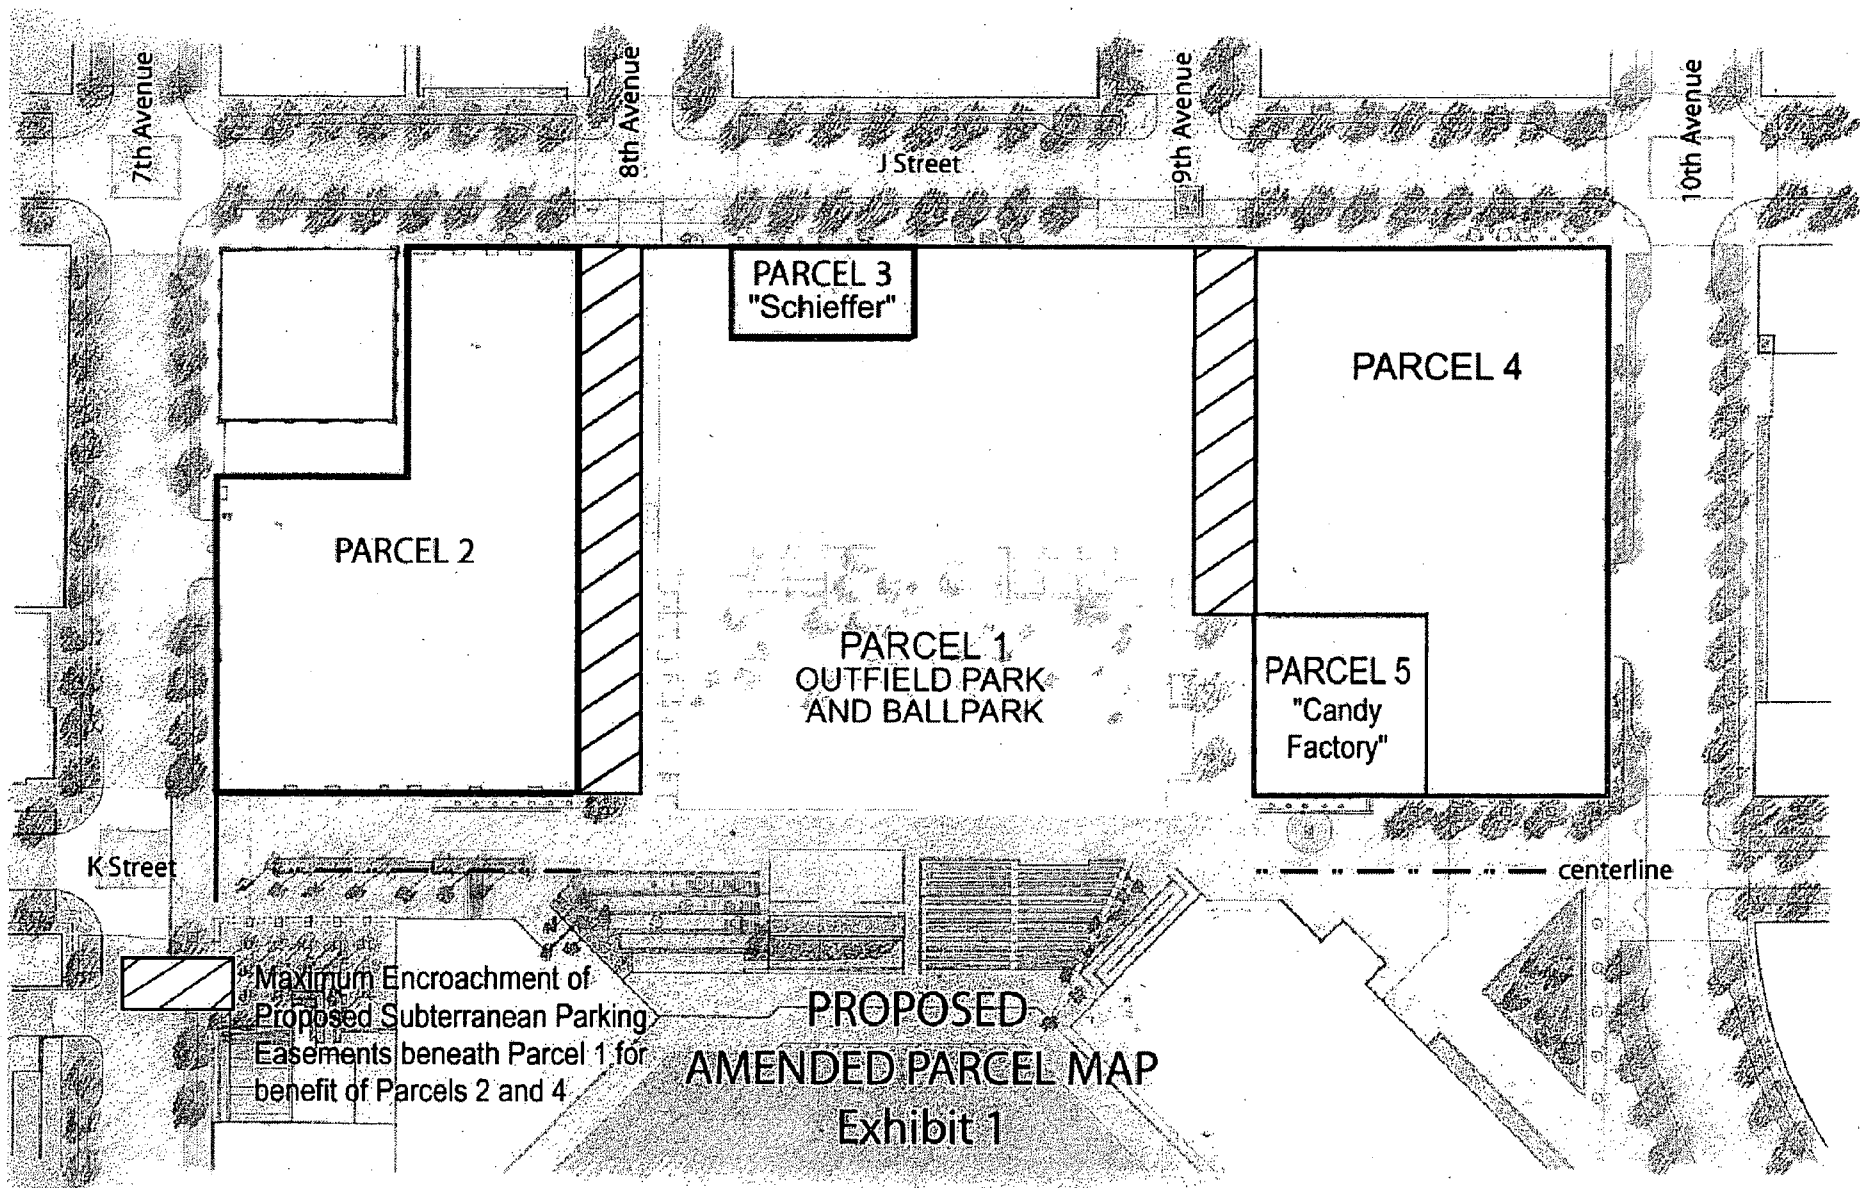 7th Avenue
8th Avenue
9th Avenue
10th Avenue
J Street
PARCEL 3
"Schieffer"
PARCEL 4
PARCEL 2
PARCEL 1
OUTFIELD PARK
AND BALLPARK
PARCEL 5
"Candy
Factory"
K Street
centerline
Maximum Encroachment of
Proposed Subterranean Parking
Easements beneath Parcel 1 for
benefit of Parcels 2 and 4
PROPOSED
AMENDED PARCEL MAP
Exhibit 1